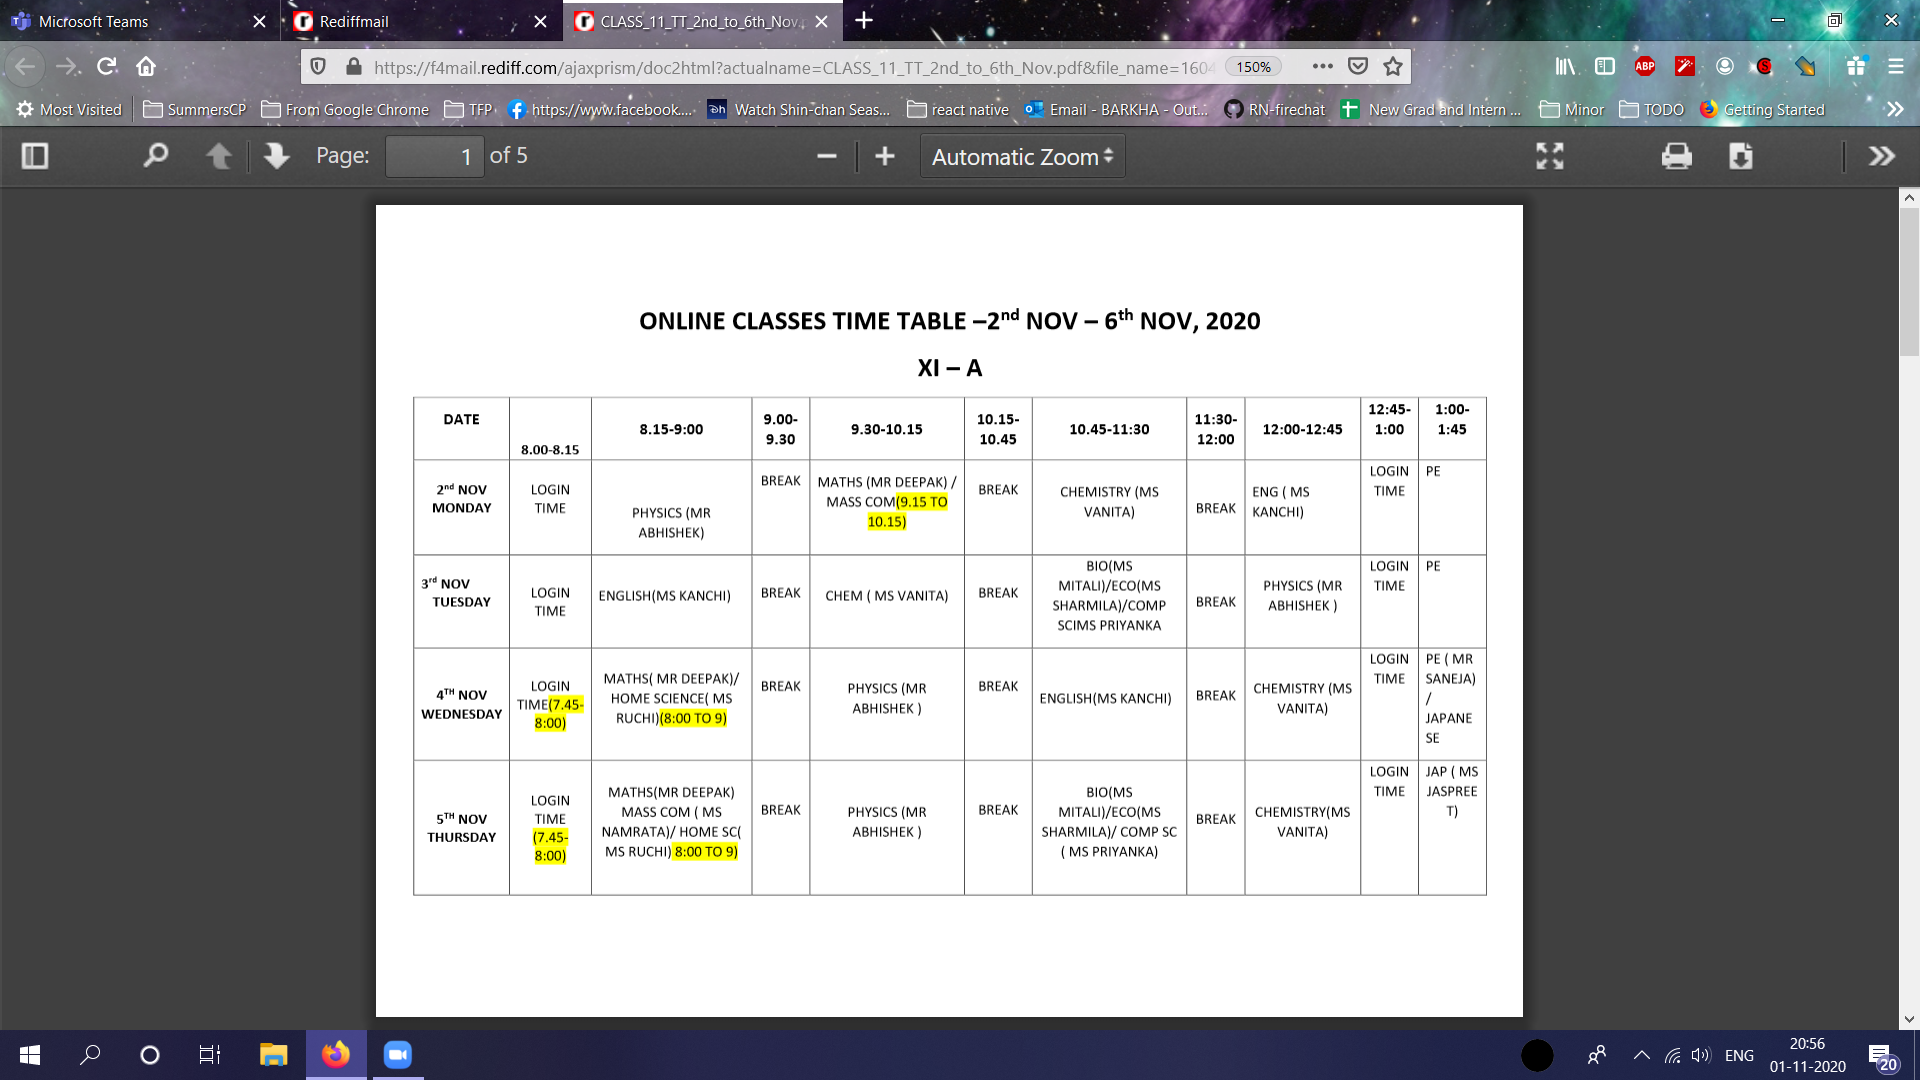 Microsoft Teams
Rediffmail
CLASS_11_TT_2nd_to_6th_Nov.p
https://f4mail.rediff.com/ajaxprism/doc2html?actualname=CLASS_11_TT_2nd_to_6th_Nov.pdf&file_name=1604
150%
ABP
Most Visited
SummersCP
From Google Chrome
TFP
https://www.facebook....
Watch Shin-chan Seas...
react native
Email - BARKHA - Out...
RN-firechat
New Grad and Intern ...
Minor
TODO
Getting Started
Page: 1 of 5
Automatic Zoom
ONLINE CLASSES TIME TABLE –2nd NOV – 6th NOV, 2020
XI – A
DATE
8.00-8.15
8.15-9:00
9.00-
9.30
9.30-10.15
10.15-
10.45
10.45-11:30
11:30-
12:00
12:00-12:45
12:45-
1:00
1:00-
1:45
2nd NOV
MONDAY
LOGIN
TIME
PHYSICS (MR
ABHISHEK)
BREAK
MATHS (MR DEEPAK) /
MASS COM(9.15 TO
10.15)
BREAK
CHEMISTRY (MS
VANITA)
BREAK
ENG ( MS
KANCHI)
LOGIN
TIME
PE
3rd NOV
TUESDAY
LOGIN
TIME
ENGLISH(MS KANCHI)
BREAK
CHEM ( MS VANITA)
BREAK
BIO(MS
MITALI)/ECO(MS
SHARMILA)/COMP
SCIMS PRIYANKA
BREAK
PHYSICS (MR
ABHISHEK )
LOGIN
TIME
PE
4TH NOV
WEDNESDAY
LOGIN
TIME(7.45-
8:00)
MATHS( MR DEEPAK)/
HOME SCIENCE( MS
RUCHI)(8:00 TO 9)
BREAK
PHYSICS (MR
ABHISHEK )
BREAK
ENGLISH(MS KANCHI)
BREAK
CHEMISTRY (MS
VANITA)
LOGIN
TIME
PE ( MR
SANEJA)
/
JAPANE
SE
5TH NOV
THURSDAY
LOGIN
TIME
(7.45-
8:00)
MATHS(MR DEEPAK)
MASS COM ( MS
NAMRATA)/ HOME SC(
MS RUCHI) 8:00 TO 9)
BREAK
PHYSICS (MR
ABHISHEK )
BREAK
BIO(MS
MITALI)/ECO(MS
SHARMILA)/ COMP SC
( MS PRIYANKA)
BREAK
CHEMISTRY(MS
VANITA)
LOGIN
TIME
JAP ( MS
JASPREE
T)
ENG
20:56
01-11-2020
20